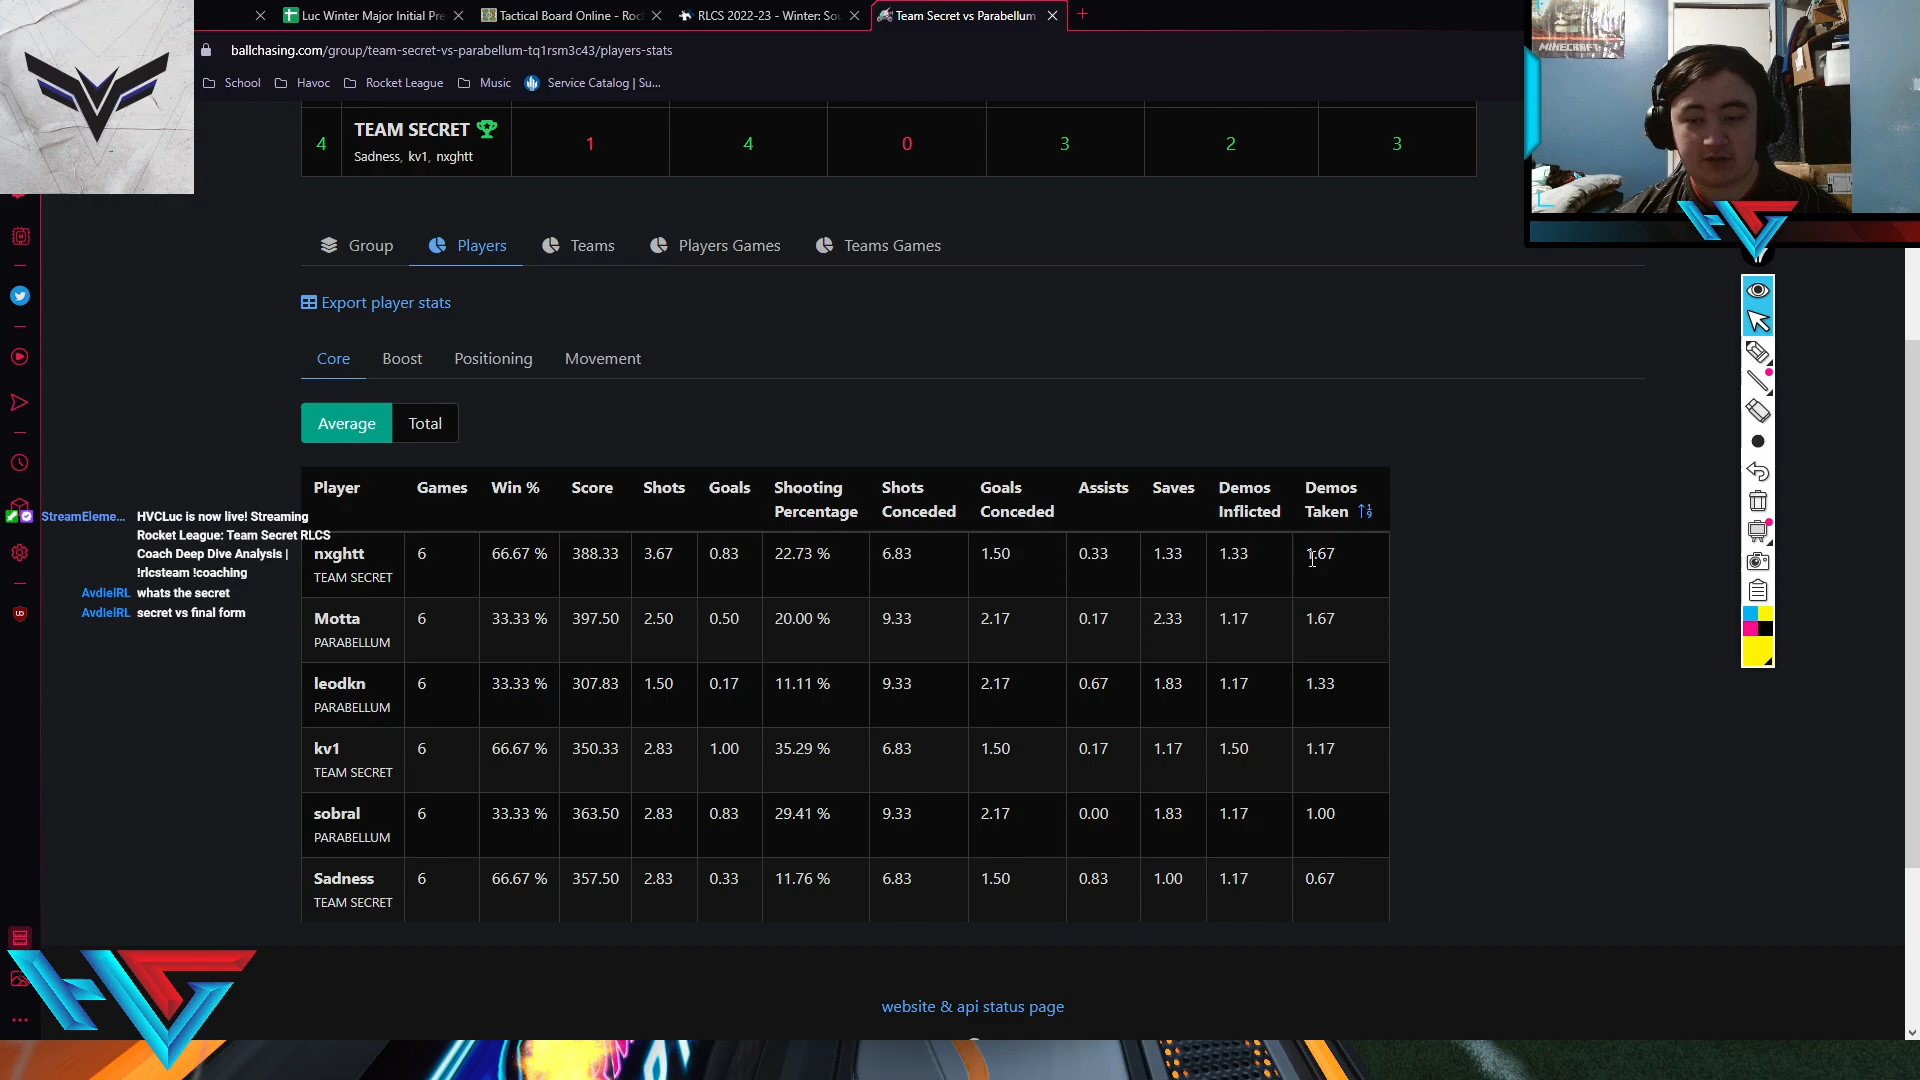 Luc Winter Major Initial Pre
Tactical Board Online - Roc
RLCS 2022-23 - Winter: Sou
Team Secret vs Parabellum
ballchasing.com/group/team-secret-vs-parabellum-tq1rsm3c43/players-stats
School Havoc Rocket League Music Service Catalog | Su...
MINECRAFT
4 TEAM SECRET 1 4 0 3 2 3
Sadness, kv1, nxghtt
Group Players Teams Players Games Teams Games
Export player stats
Core Boost Positioning Movement
Average Total
Player Games Win % Score Shots Goals Shooting Percentage Shots Conceded Goals Conceded Assists Saves Demos Inflicted Demos Taken
nxghtt 6 66.67 % 388.33 3.67 0.83 22.73 % 6.83 1.50 0.33 1.33 1.33 1.67
TEAM SECRET
Motta 6 33.33 % 397.50 2.50 0.50 20.00 % 9.33 2.17 0.17 2.33 1.17 1.67
PARABELLUM
leodkn 6 33.33 % 307.83 1.50 0.17 11.11 % 9.33 2.17 0.67 1.83 1.17 1.33
PARABELLUM
kv1 6 66.67 % 350.33 2.83 1.00 35.29 % 6.83 1.50 0.17 1.17 1.50 1.17
TEAM SECRET
sobral 6 33.33 % 363.50 2.83 0.83 29.41 % 9.33 2.17 0.00 1.83 1.17 1.00
PARABELLUM
Sadness 6 66.67 % 357.50 2.83 0.33 11.76 % 6.83 1.50 0.83 1.00 1.17 0.67
TEAM SECRET
StreamEleme... HVCLuc is now live! Streaming
Rocket League: Team Secret RLCS
Coach Deep Dive Analysis |
!rlcsteam !coaching
AvdielRL whats the secret
AvdielRL secret vs final form
website & api status page